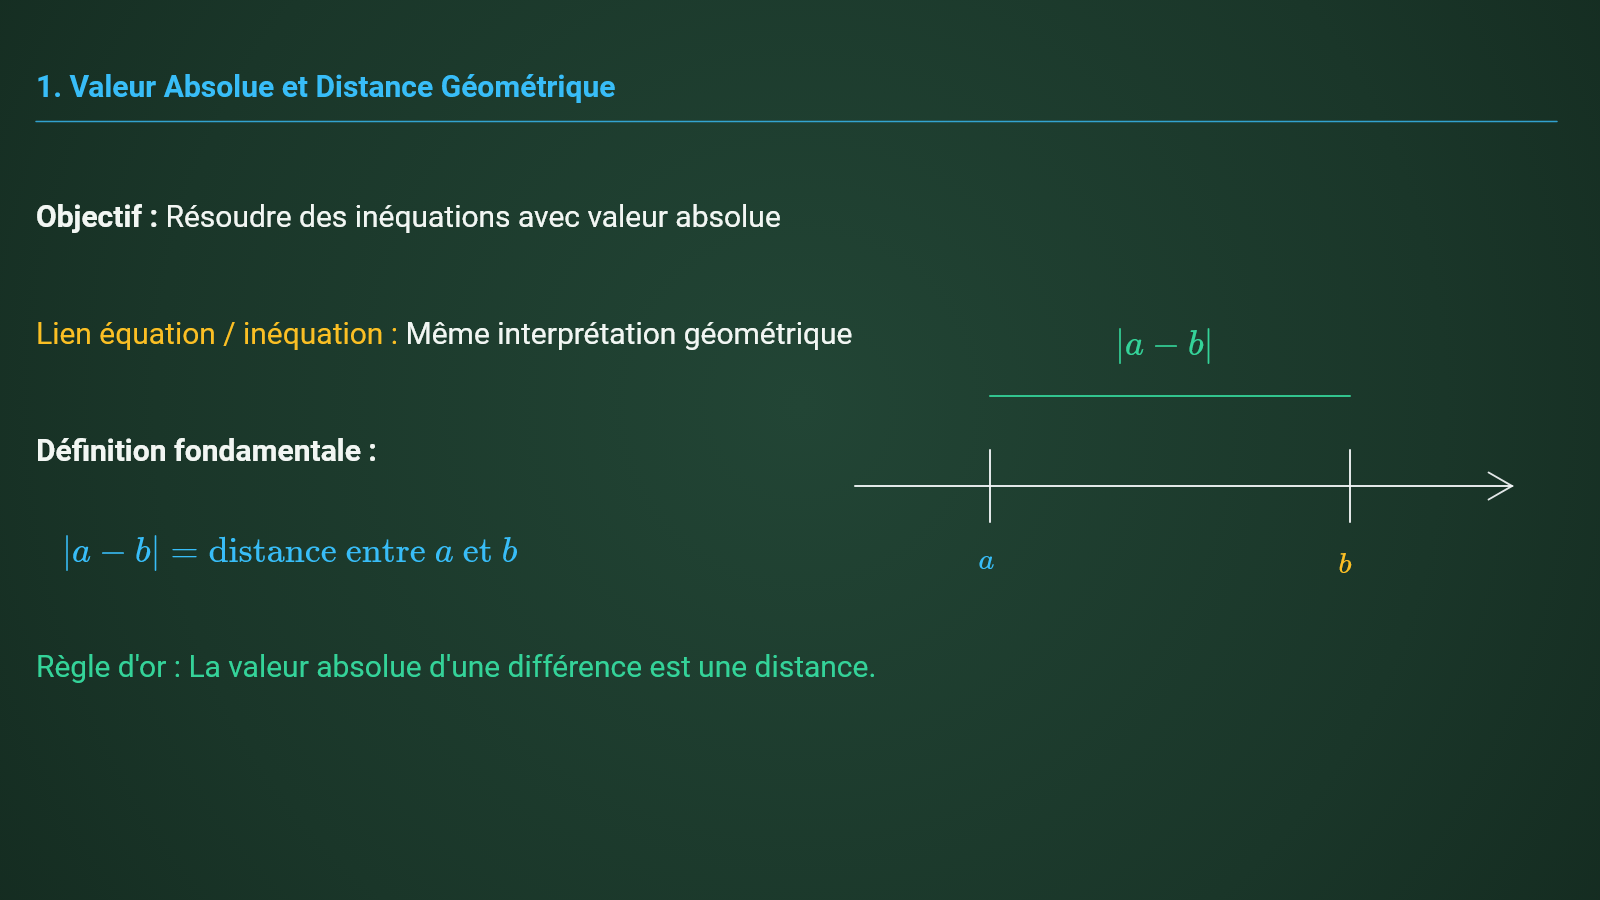 1. Valeur Absolue et Distance Géométrique
Objectif : Résoudre des inéquations avec valeur absolue
Lien équation / inéquation : Même interprétation géométrique
Définition fondamentale :
|a − b| = distance entre a et b
Règle d'or : La valeur absolue d'une différence est une distance.
|a − b|
a
b